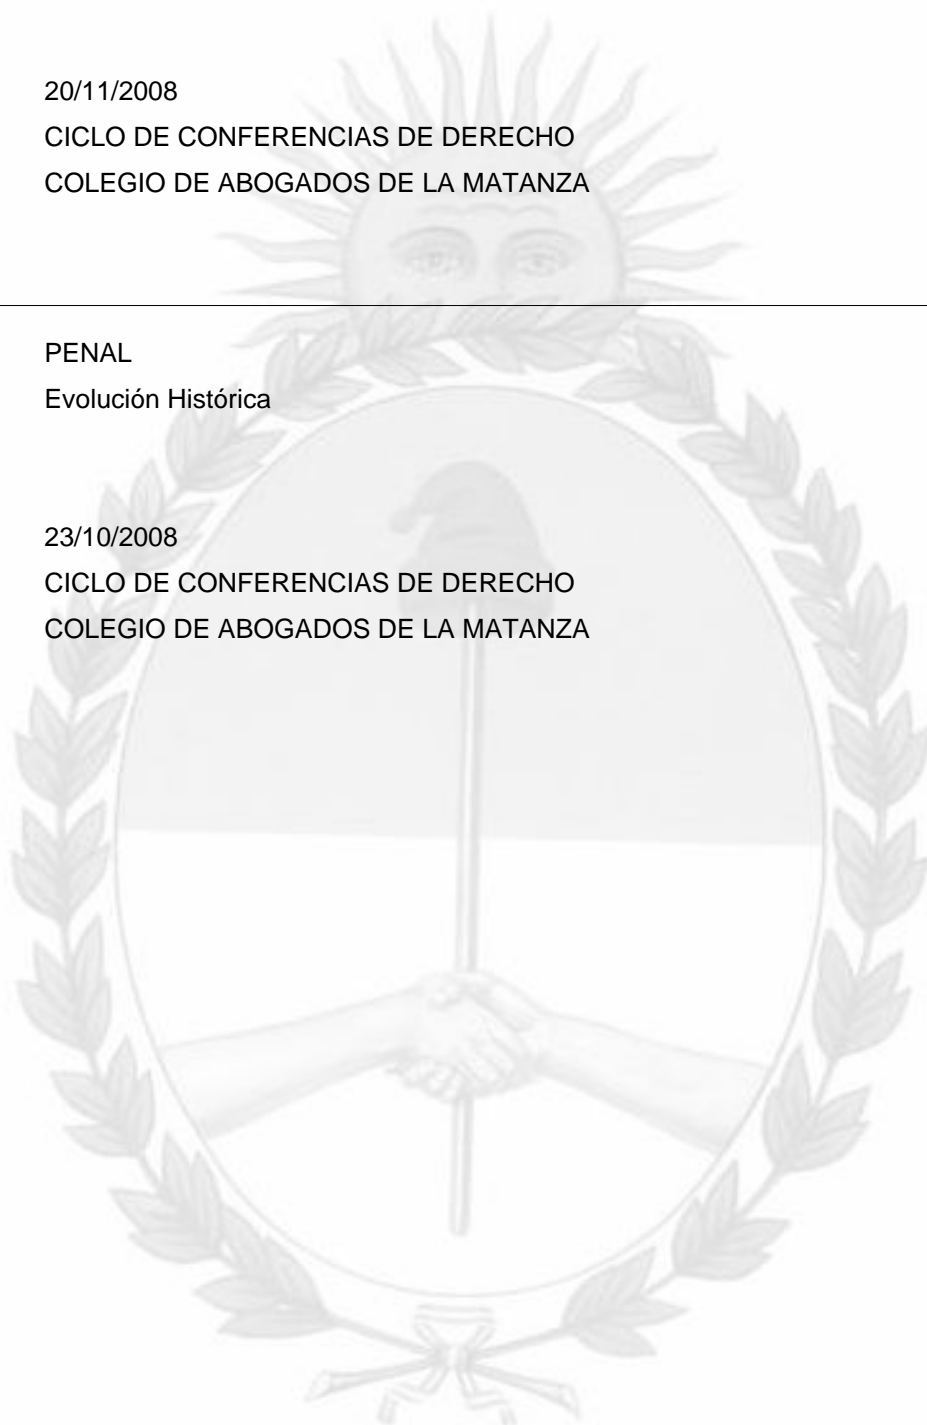 20/11/2008
CICLO DE CONFERENCIAS DE DERECHO
COLEGIO DE ABOGADOS DE LA MATANZA
PENAL
Evolución Histórica
23/10/2008
CICLO DE CONFERENCIAS DE DERECHO
COLEGIO DE ABOGADOS DE LA MATANZA